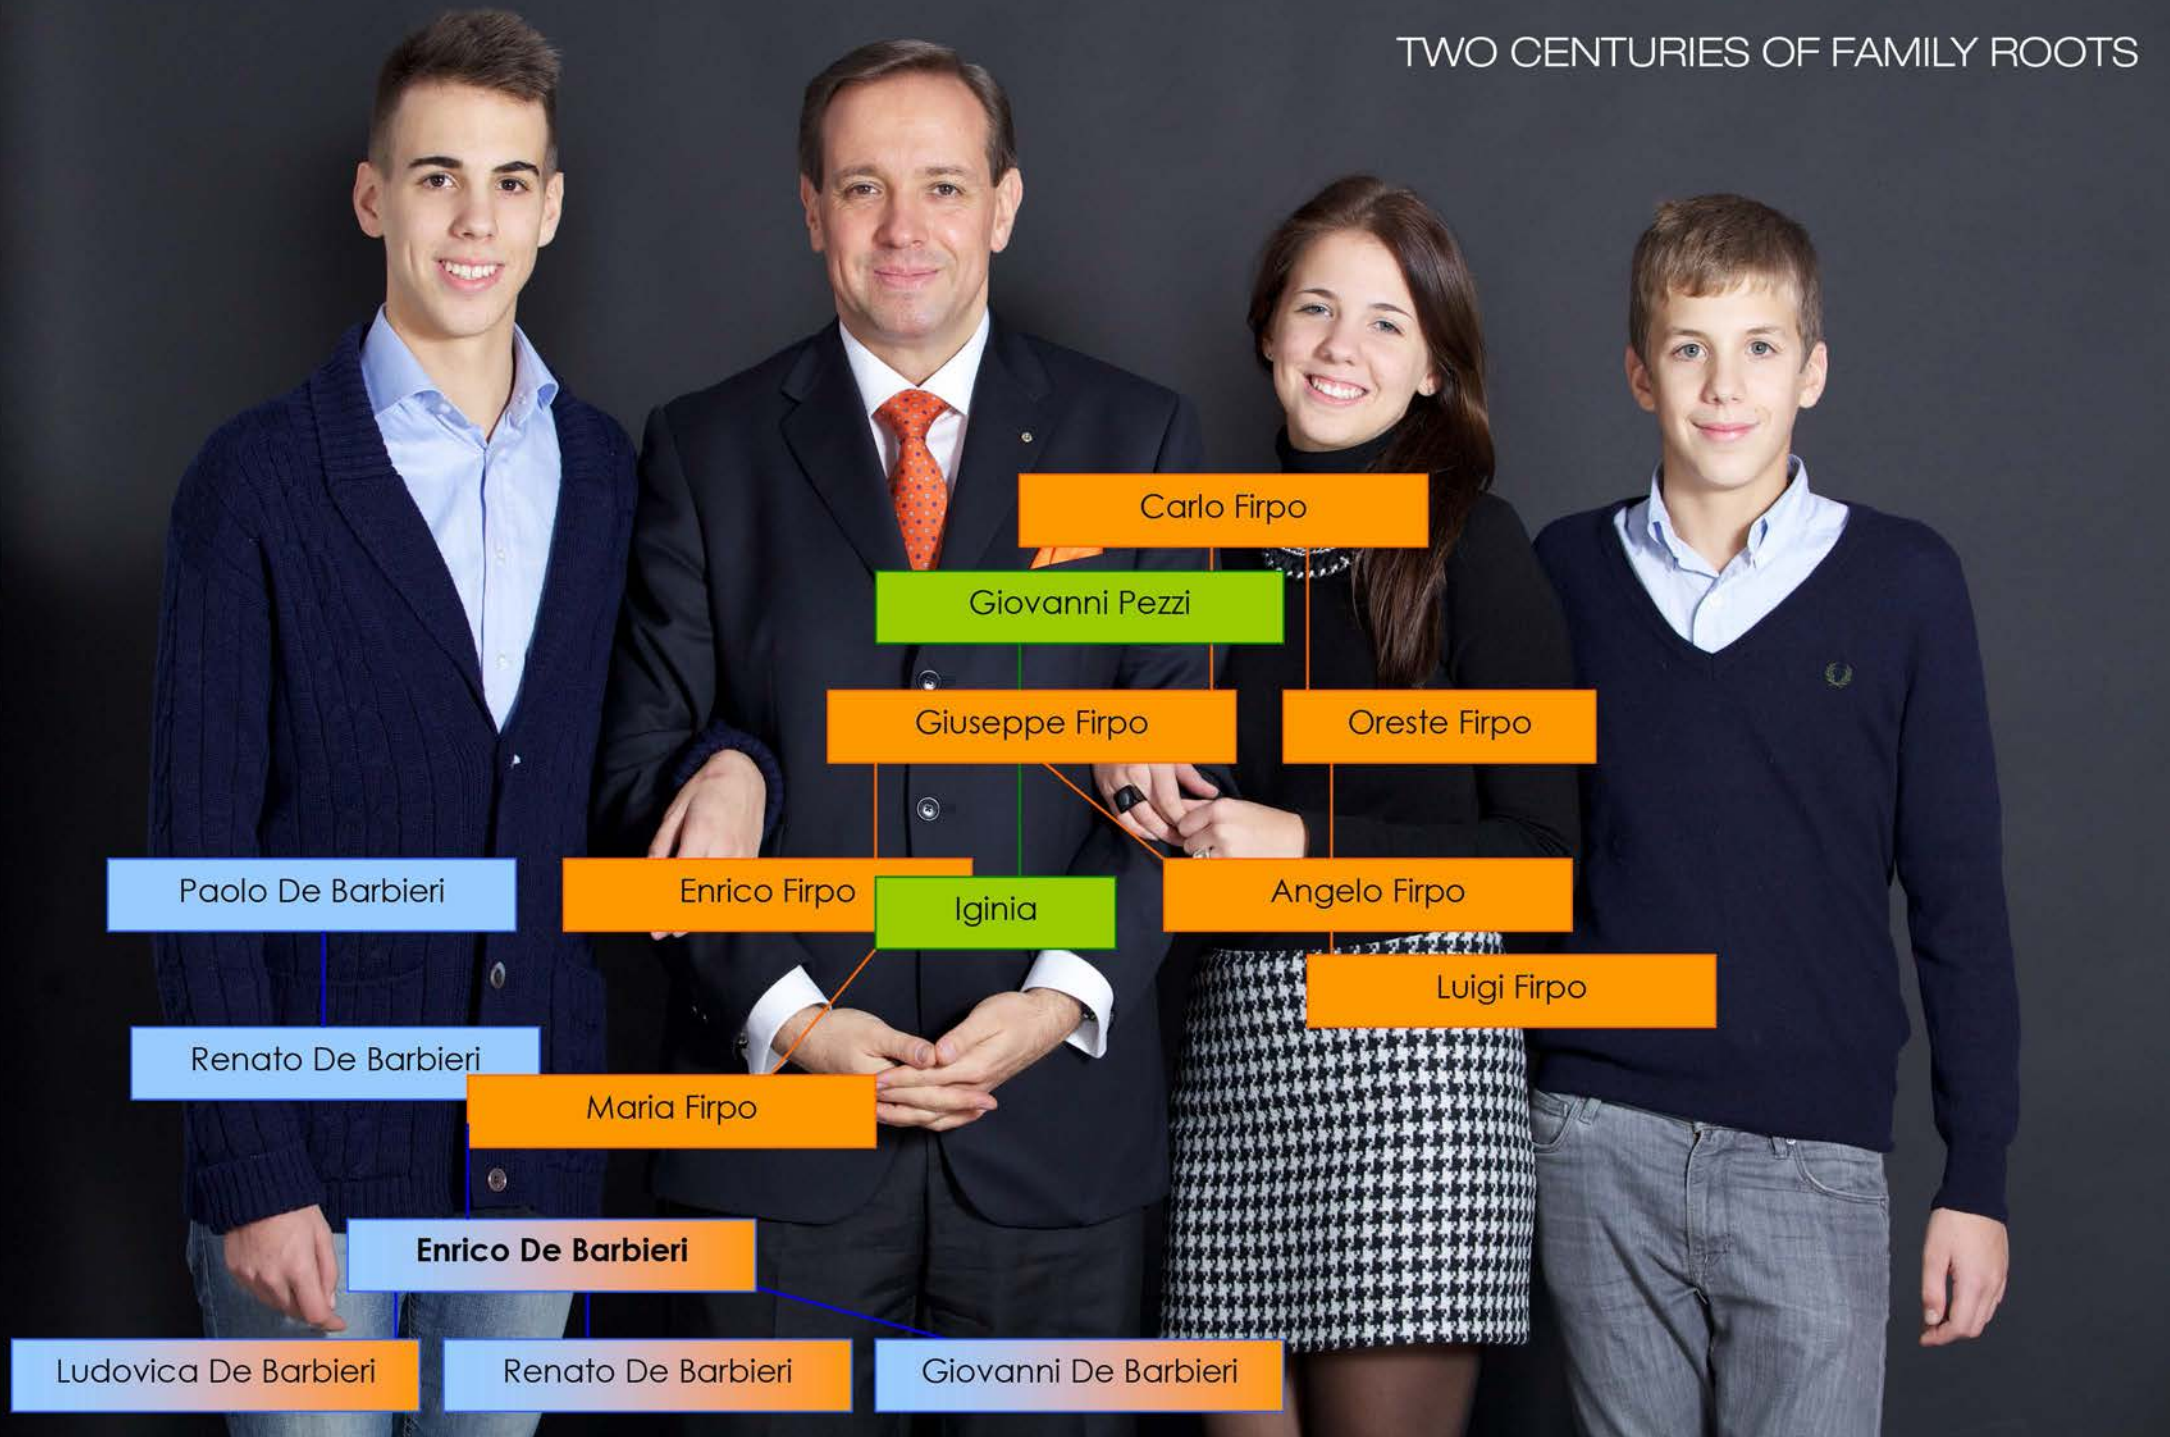 TWO CENTURIES OF FAMILY ROOTS
Carlo Firpo
Giovanni Pezzi
Giuseppe Firpo
Oreste Firpo
Paolo De Barbieri
Enrico Firpo
Iginia
Angelo Firpo
Luigi Firpo
Renato De Barbieri
Maria Firpo
Enrico De Barbieri
Ludovica De Barbieri
Renato De Barbieri
Giovanni De Barbieri